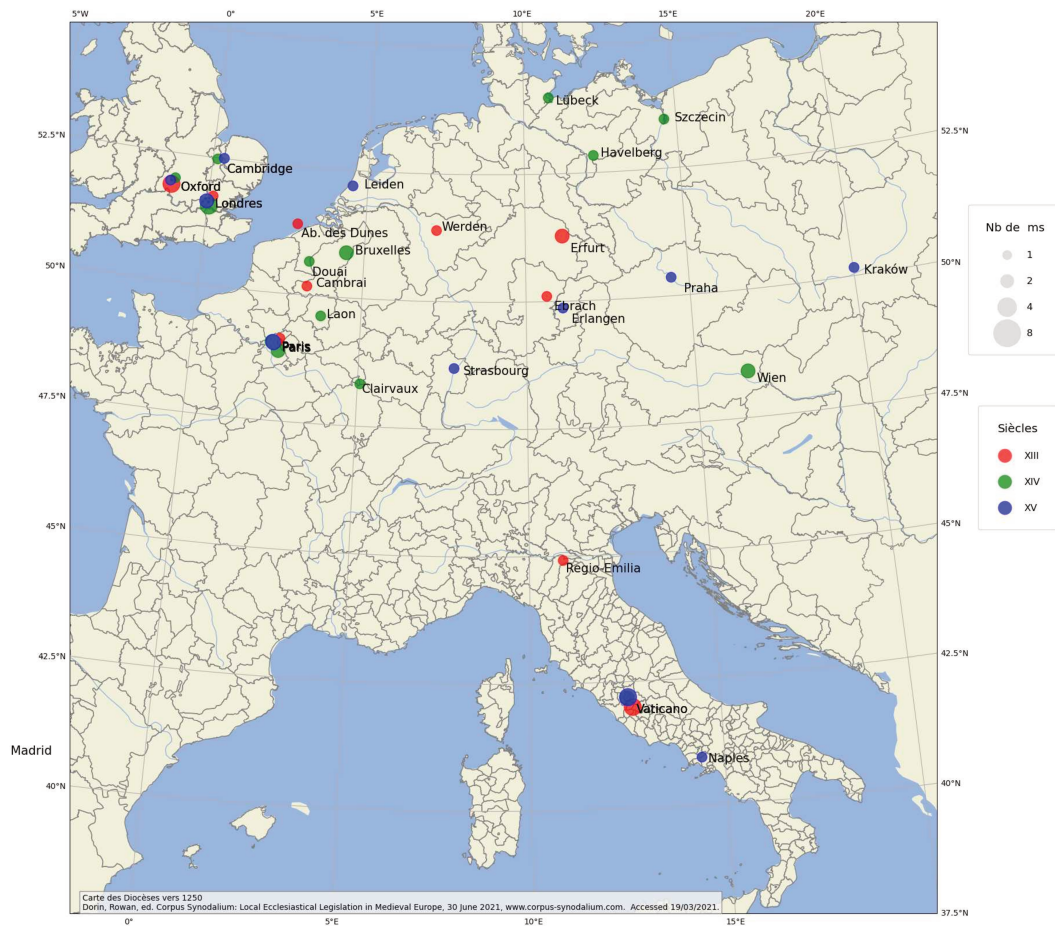 5°W 0° 5°E 10°E 15°E 20°E
Lübeck
Szczecin
52.5°N
52.5°N
Havelberg
Cambridge
Leiden
Oxford
Londres
Werden
Ab. des Dunes
Erfurt
Bruxelles
Nb de ms
1
2
4
8
50°N
50°N
Kraków
Douai
Cambrai
Praha
Ebrach
Erlangen
Laon
Paris
Strasbourg
Wien
Clairvaux
47.5°N
47.5°N
Siècles
XIII
XIV
XV
45°N
45°N
Regio-Emilia
42.5°N
42.5°N
Vaticano
Madrid
Naples
40°N
40°N
Carte des Diocèses vers 1250
Dorin, Rowan, ed. Corpus Synodalium: Local Ecclesiastical Legislation in Medieval Europe, 30 June 2021, www.corpus-synodalium.com. Accessed 19/03/2021.
37.5°N
0° 5°E 10°E 15°E